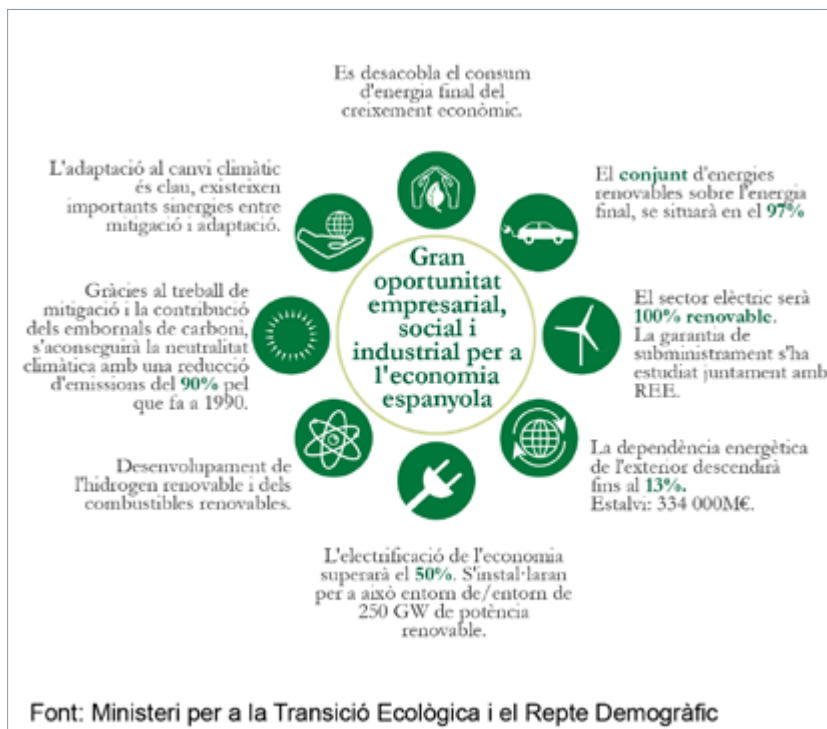 Es desacobla el consum
d'energia final del
creixement econòmic.
El conjunt d'energies
renovables sobre l'energia
final, se situarà en el 97%
El sector elèctric serà
100% renovable.
La garantia de
subministrament s'ha
estudiat juntament amb
REE.
La dependència energètica
de l'exterior descendirà
fins al 13%.
Estalvi: 334 000M€.
L'electrificació de l'economia
superarà el 50%. S'instal·laran
per a això entorn de/entorn de
250 GW de potència
renovable.
Desenvolupament de
l'hidrogen renovable i dels
combustibles renovables.
Gràcies al treball de
mitigació i la contribució
dels embornals de carboni,
s'aconseguirà la neutralitat
climàtica amb una reducció
d'emissions del 90% pel
que fa a 1990.
L'adaptació al canvi climàtic
és clau, existeixen
importants sinergies entre
mitigació i adaptació.
Gran
oportunitat
empresarial,
social i
industrial per a
l'economia
espanyola
Font: Ministeri per a la Transició Ecològica i el Repte Demogràfic